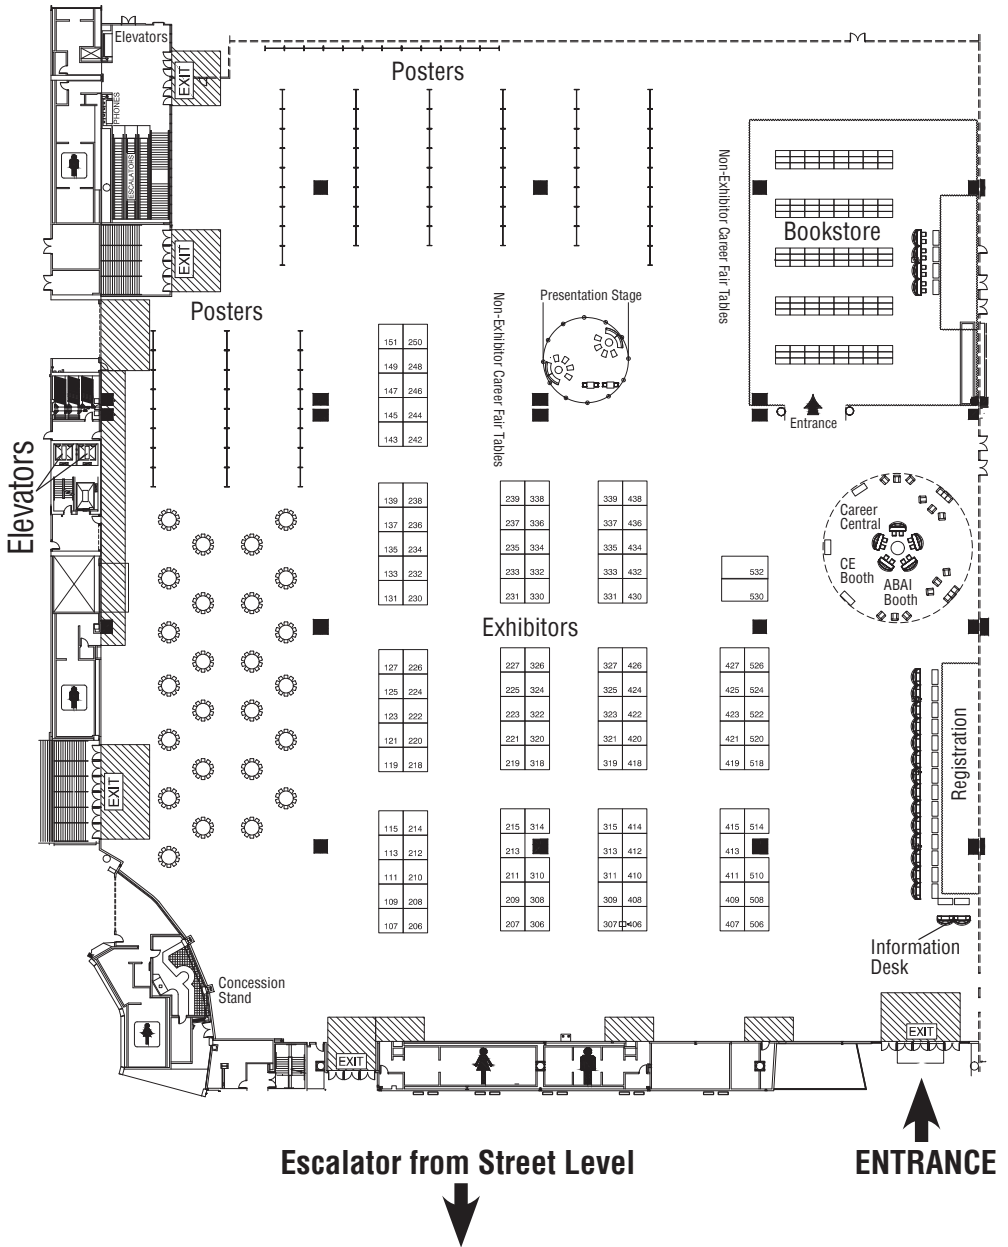 Elevators
Posters
EXIT
PHONES
ESCALATORS
Non-Exhibitor Career Fair Tables
Bookstore
EXIT
Posters
Non-Exhibitor Career Fair Tables
Presentation Stage
151 250
149 248
147 246
145 244
143 242
Entrance
Elevators
139 238
137 236
135 234
133 232
131 230
239 338
237 336
235 334
233 332
231 330
339 438
337 436
335 434
333 432
331 430
532
530
Career
Central
CE
Booth
ABAI
Booth
Exhibitors
127 226
125 224
123 222
121 220
119 218
227 326
225 324
223 322
221 320
219 318
327 426
325 424
323 422
321 420
319 418
427 526
425 524
423 522
421 520
419 518
Registration
EXIT
115 214
113 212
111 210
109 208
107 206
215 314
213
211 310
209 308
207 306
315 414
313 412
311 410
309 408
307 406
415 514
413
411 510
409 508
407 506
Information
Desk
Concession
Stand
EXIT
EXIT
Escalator from Street Level
ENTRANCE